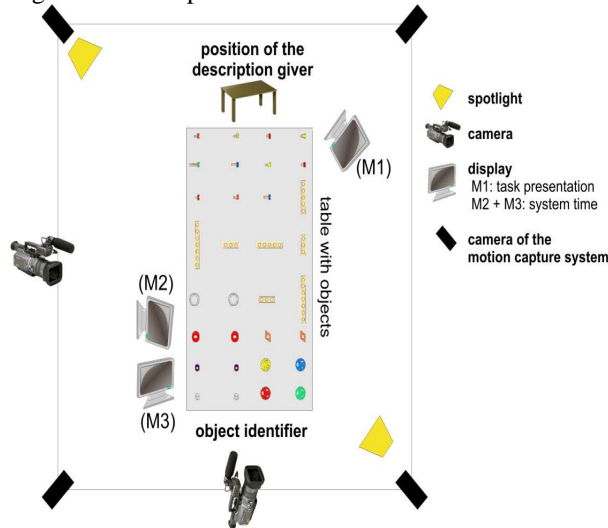 position of the
description giver
(M1)
table with objects
(M2)
(M3)
object identifier
spotlight
camera
display
M1: task presentation
M2 + M3: system time
camera of the
motion capture system